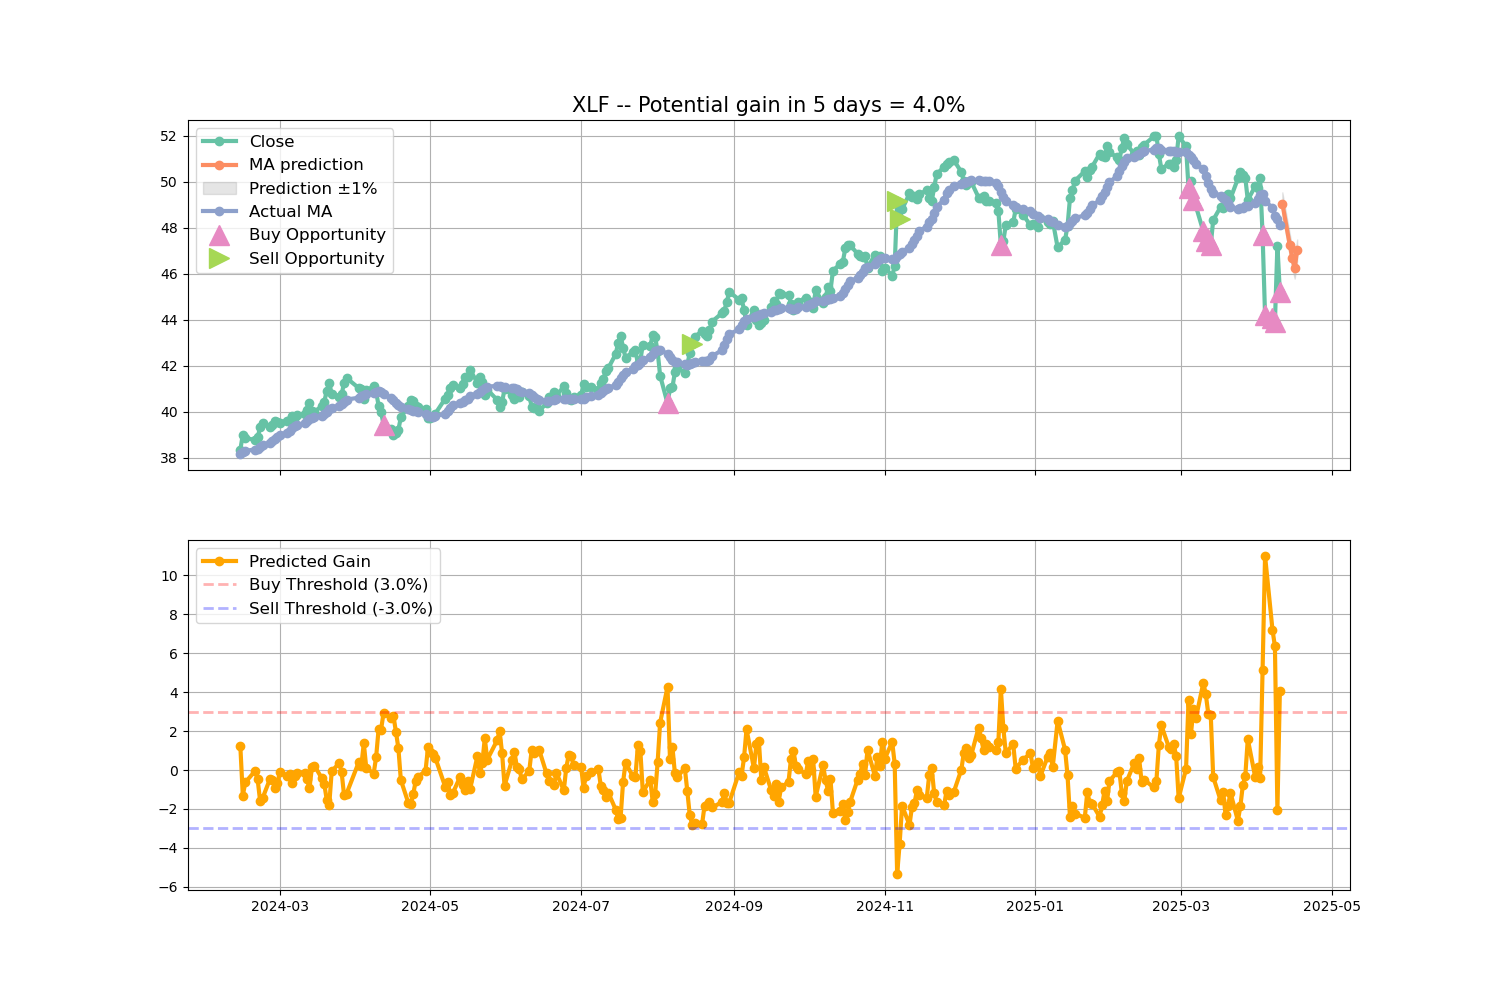 XLF -- Potential gain in 5 days = 4.0%
52
50
48
46
44
42
40
38
Close
MA prediction
Prediction ±1%
Actual MA
Buy Opportunity
Sell Opportunity
10
8
6
4
2
0
−2
−4
−6
Predicted Gain
Buy Threshold (3.0%)
Sell Threshold (-3.0%)
2024-03 2024-05 2024-07 2024-09 2024-11 2025-01 2025-03 2025-05